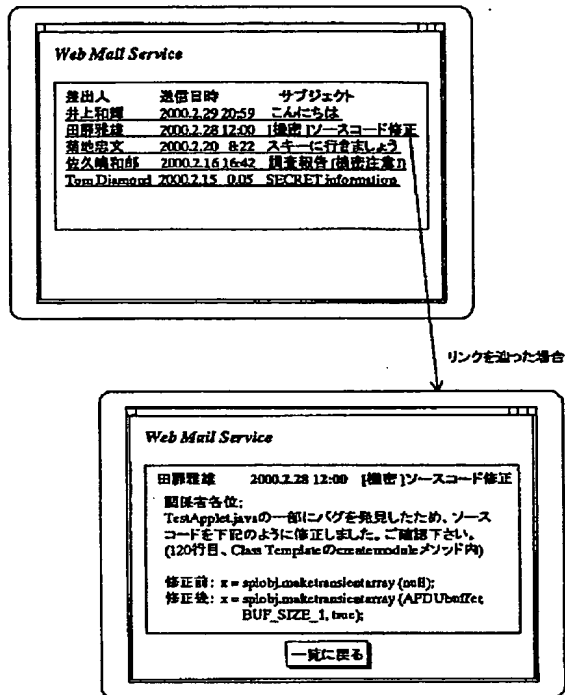 Web Mail Service
差出人 送信日時 サブジェクト
井上和輝 2000.2.29 20:59 こんにちは
田野雅雄 2000.2.28 12:00 [機密]ソースコード修正
菊地忠文 2000.2.20 8:22 スキーに行きましょう
佐久嶋和郎 2000.2.16 16:42 調査報告[機密注意]
Tom Diamond 2000.2.15 0.05 SECRET information
リンクを辿った場合
Web Mail Service
田野雅雄 2000.2.28 12:00 [機密]ソースコード修正
関係者各位;
TestApplet.javaの一部にバグを発見したため、ソース
コードを下記のように修正しました。ご確認下さい。
(120行目、Class Templateのcreatemoduleメソッド内)
修正前: x = splobj.maketransientarray (null);
修正後: x = splobj.maketransientarray (APDUbuffer,
BUF_SIZE_1, true);
一覧に戻る